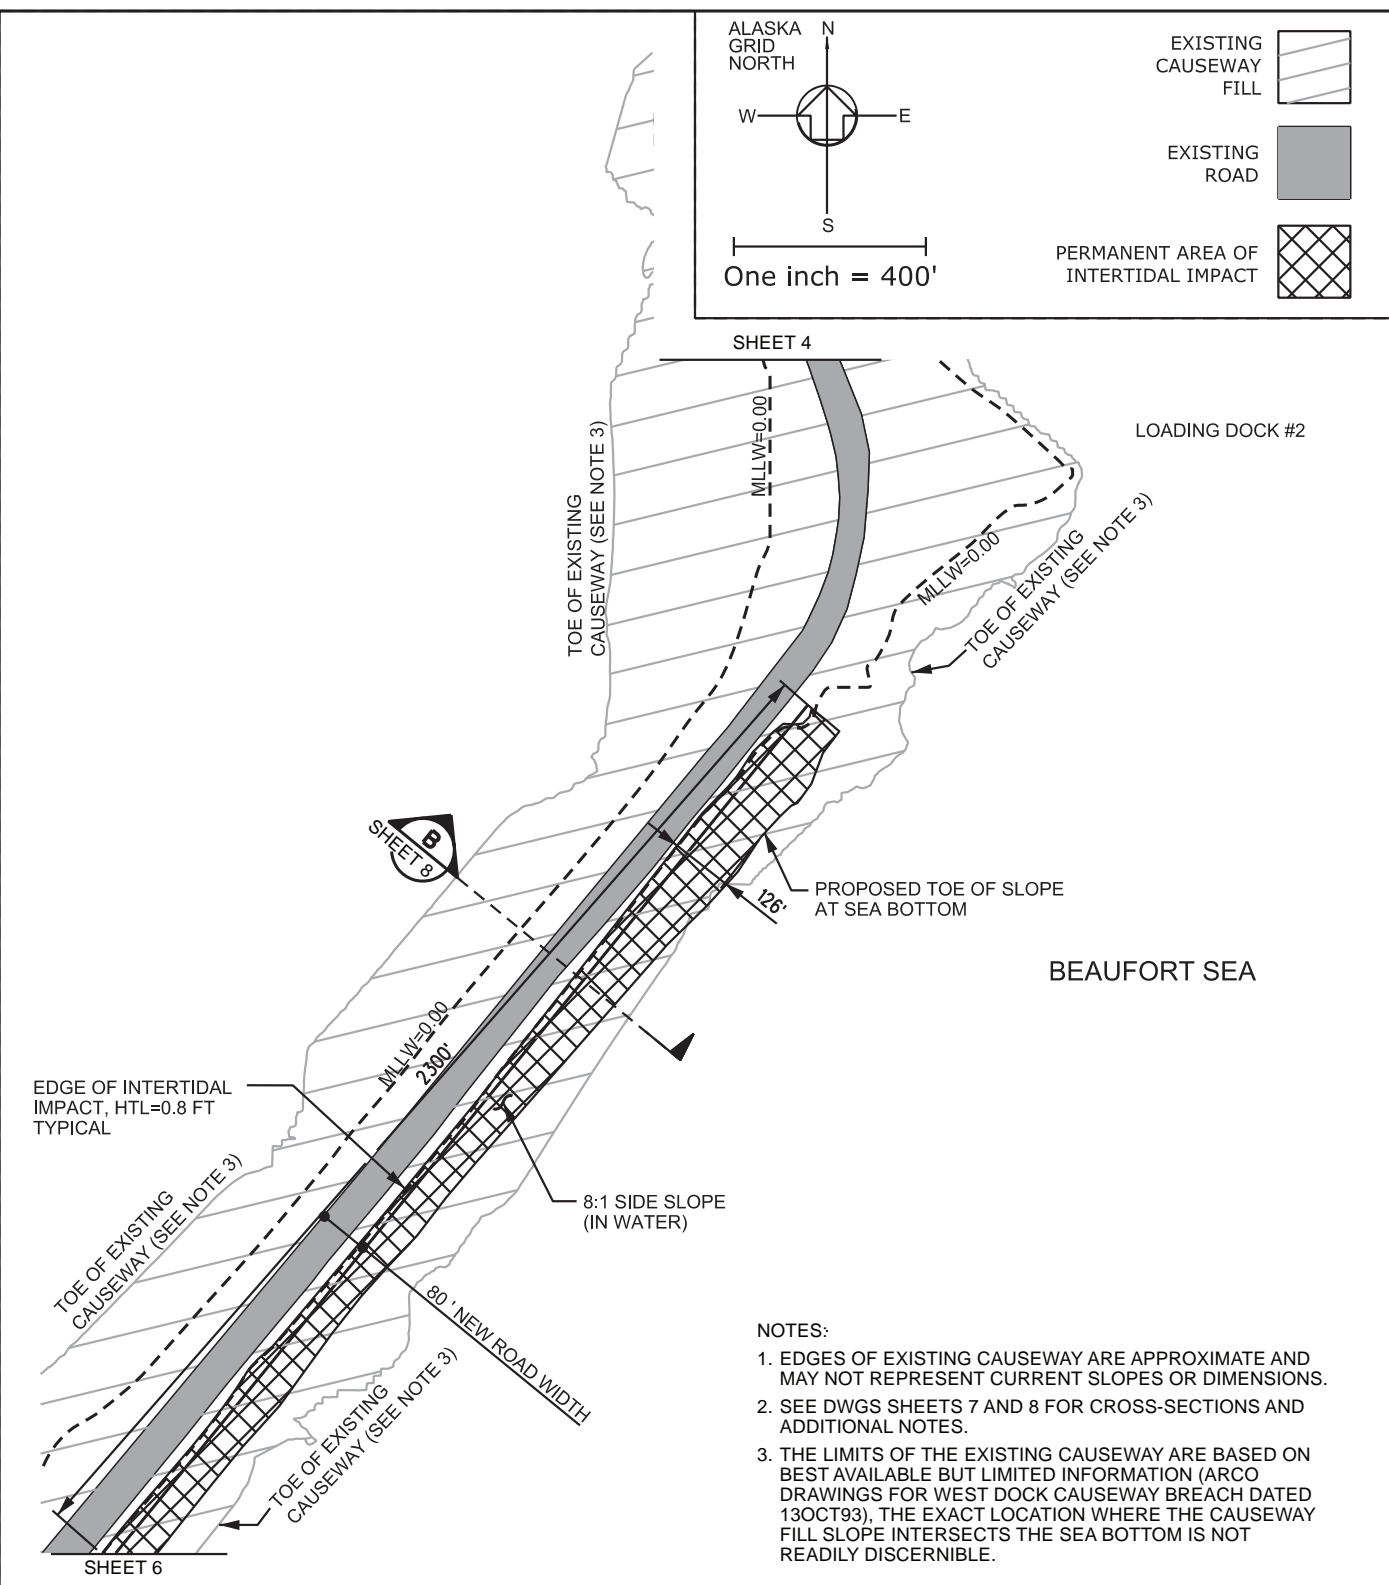 ALASKA
GRID
NORTH
N
W
E
S
One inch = 400'
EXISTING
CAUSEWAY
FILL
EXISTING
ROAD
PERMANENT AREA OF
INTERTIDAL IMPACT
SHEET 4
LOADING DOCK #2
MLLW=0.00
TOE OF EXISTING
CAUSEWAY (SEE NOTE 3)
MLLW=0.00
TOE OF EXISTING
CAUSEWAY (SEE NOTE 3)
B
SHEET 8
126'
PROPOSED TOE OF SLOPE
AT SEA BOTTOM
BEAUFORT SEA
MLLW=0.00
2300'
EDGE OF INTERTIDAL
IMPACT, HTL=0.8 FT
TYPICAL
8:1 SIDE SLOPE
(IN WATER)
TOE OF EXISTING
CAUSEWAY (SEE NOTE 3)
80 ' NEW ROAD WIDTH
TOE OF EXISTING
CAUSEWAY (SEE NOTE 3)
SHEET 6
NOTES:
1. EDGES OF EXISTING CAUSEWAY ARE APPROXIMATE AND
MAY NOT REPRESENT CURRENT SLOPES OR DIMENSIONS.
2. SEE DWGS SHEETS 7 AND 8 FOR CROSS-SECTIONS AND
ADDITIONAL NOTES.
3. THE LIMITS OF THE EXISTING CAUSEWAY ARE BASED ON
BEST AVAILABLE BUT LIMITED INFORMATION (ARCO
DRAWINGS FOR WEST DOCK CAUSEWAY BREACH DATED
13OCT93), THE EXACT LOCATION WHERE THE CAUSEWAY
FILL SLOPE INTERSECTS THE SEA BOTTOM IS NOT
READILY DISCERNIBLE.